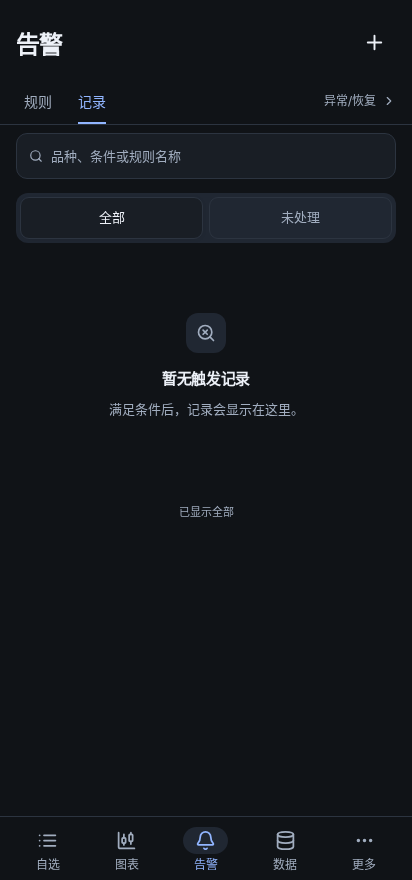 告警
规则 记录 异常/恢复
品种、条件或规则名称
全部 未处理
暂无触发记录
满足条件后，记录会显示在这里。
已显示全部
自选 图表 告警 数据 更多